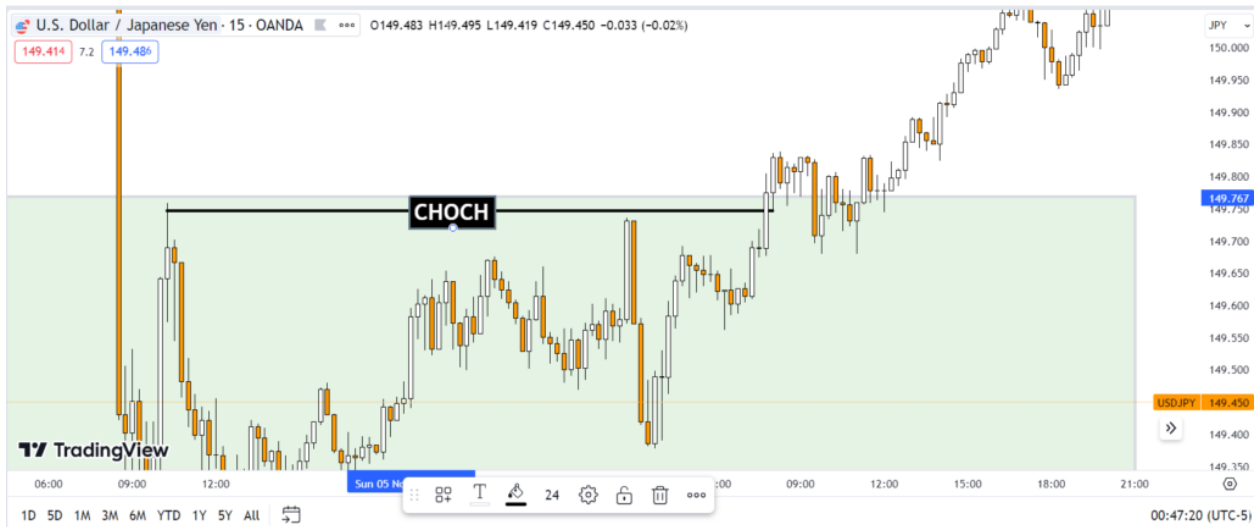 U.S. Dollar / Japanese Yen · 15 · OANDA
O149.483 H149.495 L149.419 C149.450 -0.033 (-0.02%)
JPY
149.414 7.2 149.486
150.000
149.950
149.900
149.850
149.800
149.767
149.750
149.700
149.650
149.600
149.550
149.500
USDJPY 149.450
149.400
149.350
CHOCH
TradingView
06:00 09:00 12:00 Sun 05 No 09:00 12:00 15:00 18:00 21:00
T 24
1D 5D 1M 3M 6M YTD 1Y 5Y All
00:47:20 (UTC-5)